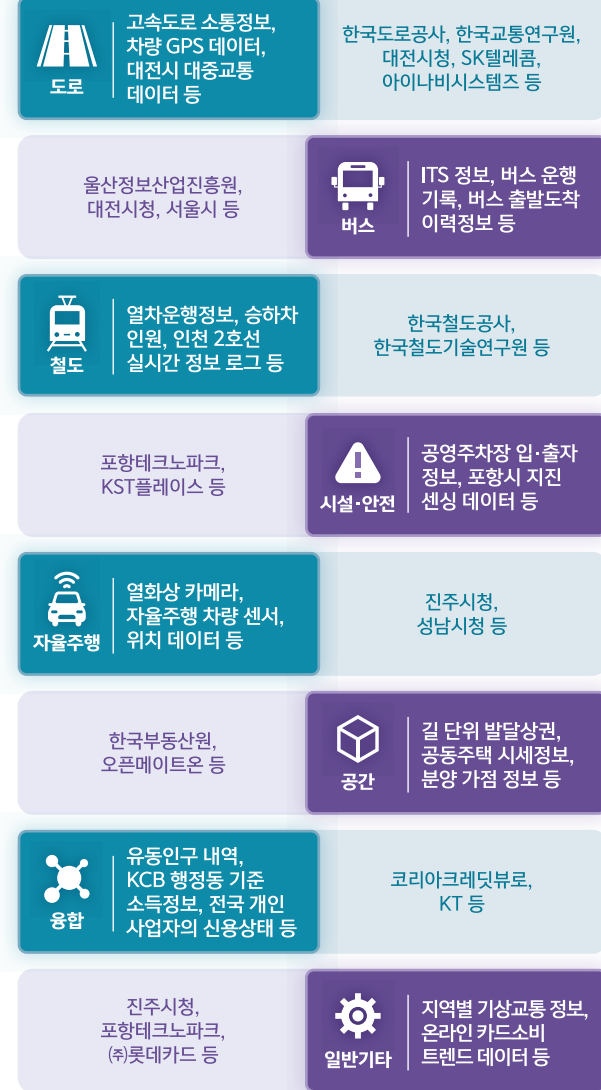 도로
고속도로 소통정보,
차량 GPS 데이터,
대전시 대중교통
데이터 등
한국도로공사, 한국교통연구원,
대전시청, SK텔레콤,
아이나비시스템즈 등
울산정보산업진흥원,
대전시청, 서울시 등
버스
ITS 정보, 버스 운행
기록, 버스 출발도착
이력정보 등
철도
열차운행정보, 승하차
인원, 인천 2호선
실시간 정보 로그 등
한국철도공사,
한국철도기술연구원 등
포항테크노파크,
KST플레이스 등
시설·안전
공영주차장 입·출자
정보, 포항시 지진
센싱 데이터 등
자율주행
열화상 카메라,
자율주행 차량 센서,
위치 데이터 등
진주시청,
성남시청 등
한국부동산원,
오픈메이트온 등
공간
길 단위 발달상권,
공동주택 시세정보,
분양 가점 정보 등
융합
유동인구 내역,
KCB 행정동 기준
소득정보, 전국 개인
사업자의 신용상태 등
코리아크레딧뷰로,
KT 등
진주시청,
포항테크노파크,
㈜롯데카드 등
일반기타
지역별 기상교통 정보,
온라인 카드소비
트렌드 데이터 등